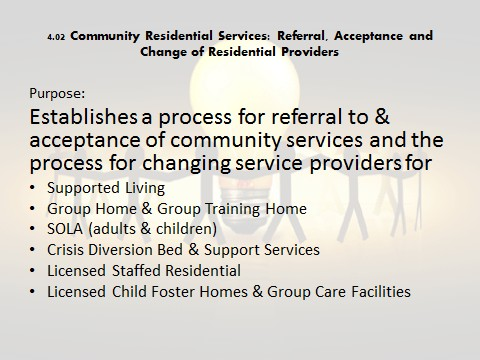 4.02 Community Residential Services: Referral, Acceptance and
Change of Residential Providers
Purpose:
Establishes a process for referral to &
acceptance of community services and the
process for changing service providers for
• Supported Living
• Group Home & Group Training Home
• SOLA (adults & children)
• Crisis Diversion Bed & Support Services
• Licensed Staffed Residential
• Licensed Child Foster Homes & Group Care Facilities